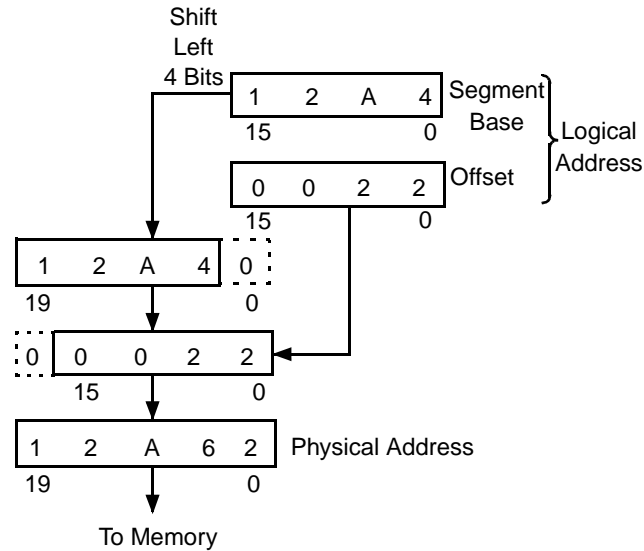 Shift
Left
4 Bits
1 2 A 4
Segment
Base
15 0
Logical
Address
0 0 2 2
Offset
15 0
1 2 A 4 0
19 0
0 0 0 2 2
15 0
1 2 A 6 2
Physical Address
19 0
To Memory